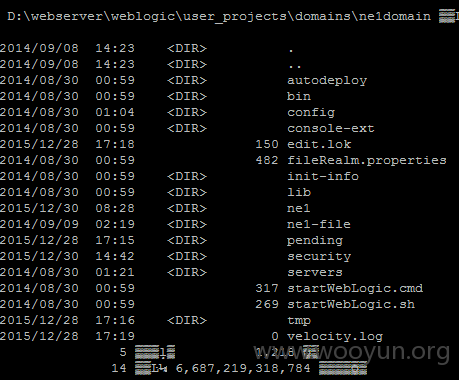 D:\webserver\weblogic\user_projects\domains\ne1domain
2014/09/08 14:23 <DIR> .
2014/09/08 14:23 <DIR> ..
2014/08/30 00:59 <DIR> autodeploy
2014/08/30 00:59 <DIR> bin
2014/08/30 01:04 <DIR> config
2014/08/30 00:59 <DIR> console-ext
2015/12/28 17:18 150 edit.lok
2014/08/30 00:59 482 fileRealm.properties
2014/08/30 00:59 <DIR> init-info
2014/08/30 00:59 <DIR> lib
2015/12/30 08:28 <DIR> ne1
2014/09/09 02:19 <DIR> ne1-file
2015/12/28 17:15 <DIR> pending
2015/12/30 14:42 <DIR> security
2014/08/30 01:21 <DIR> servers
2014/08/30 00:59 317 startWebLogic.cmd
2014/08/30 00:59 269 startWebLogic.sh
2015/12/28 17:16 <DIR> tmp
2015/12/28 17:19 0 velocity.log
5 1,218
14 6,687,219,318,784
www.wooyun.org